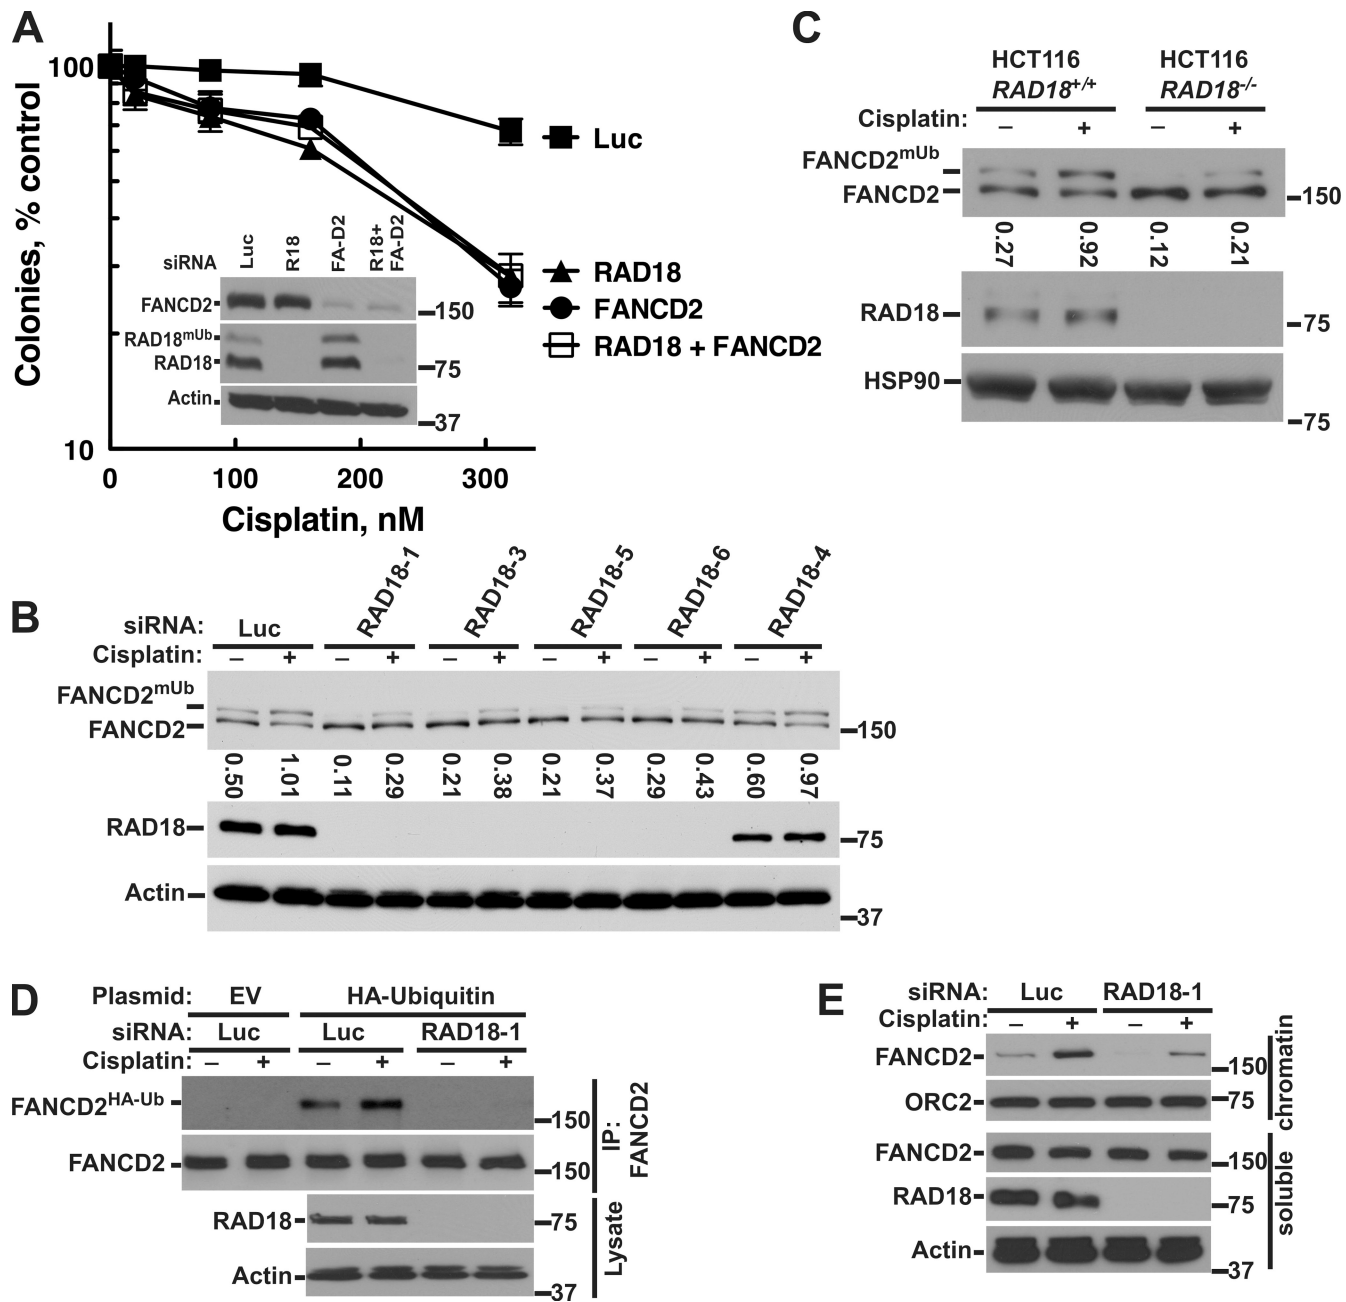 A
100
10
Colonies, % control
0
100
200
300
Cisplatin, nM
Luc
RAD18
FANCD2
RAD18 + FANCD2
siRNA
Luc
R18
FA-D2
R18+
FA-D2
FANCD2
150
RAD18mUb
RAD18
75
Actin
37
C
HCT116
RAD18+/+
HCT116
RAD18-/-
Cisplatin: – + – +
FANCD2mUb
FANCD2
150
0.27 0.92 0.12 0.21
RAD18
75
HSP90
75
B
siRNA: Luc RAD18-1 RAD18-3 RAD18-5 RAD18-6 RAD18-4
Cisplatin: – + – + – + – + – + – +
FANCD2mUb
FANCD2
150
0.50 1.01 0.11 0.29 0.21 0.38 0.21 0.37 0.29 0.43 0.60 0.97
RAD18
75
Actin
37
D
Plasmid: EV HA-Ubiquitin
siRNA: Luc Luc RAD18-1
Cisplatin: – + – + – +
FANCD2HA-Ub
150
FANCD2
150
IP:
FANCD2
RAD18
75
Actin
37
Lysate
E
siRNA: Luc RAD18-1
Cisplatin: – + – +
FANCD2
150
ORC2
75
chromatin
FANCD2
150
RAD18
75
Actin
37
soluble